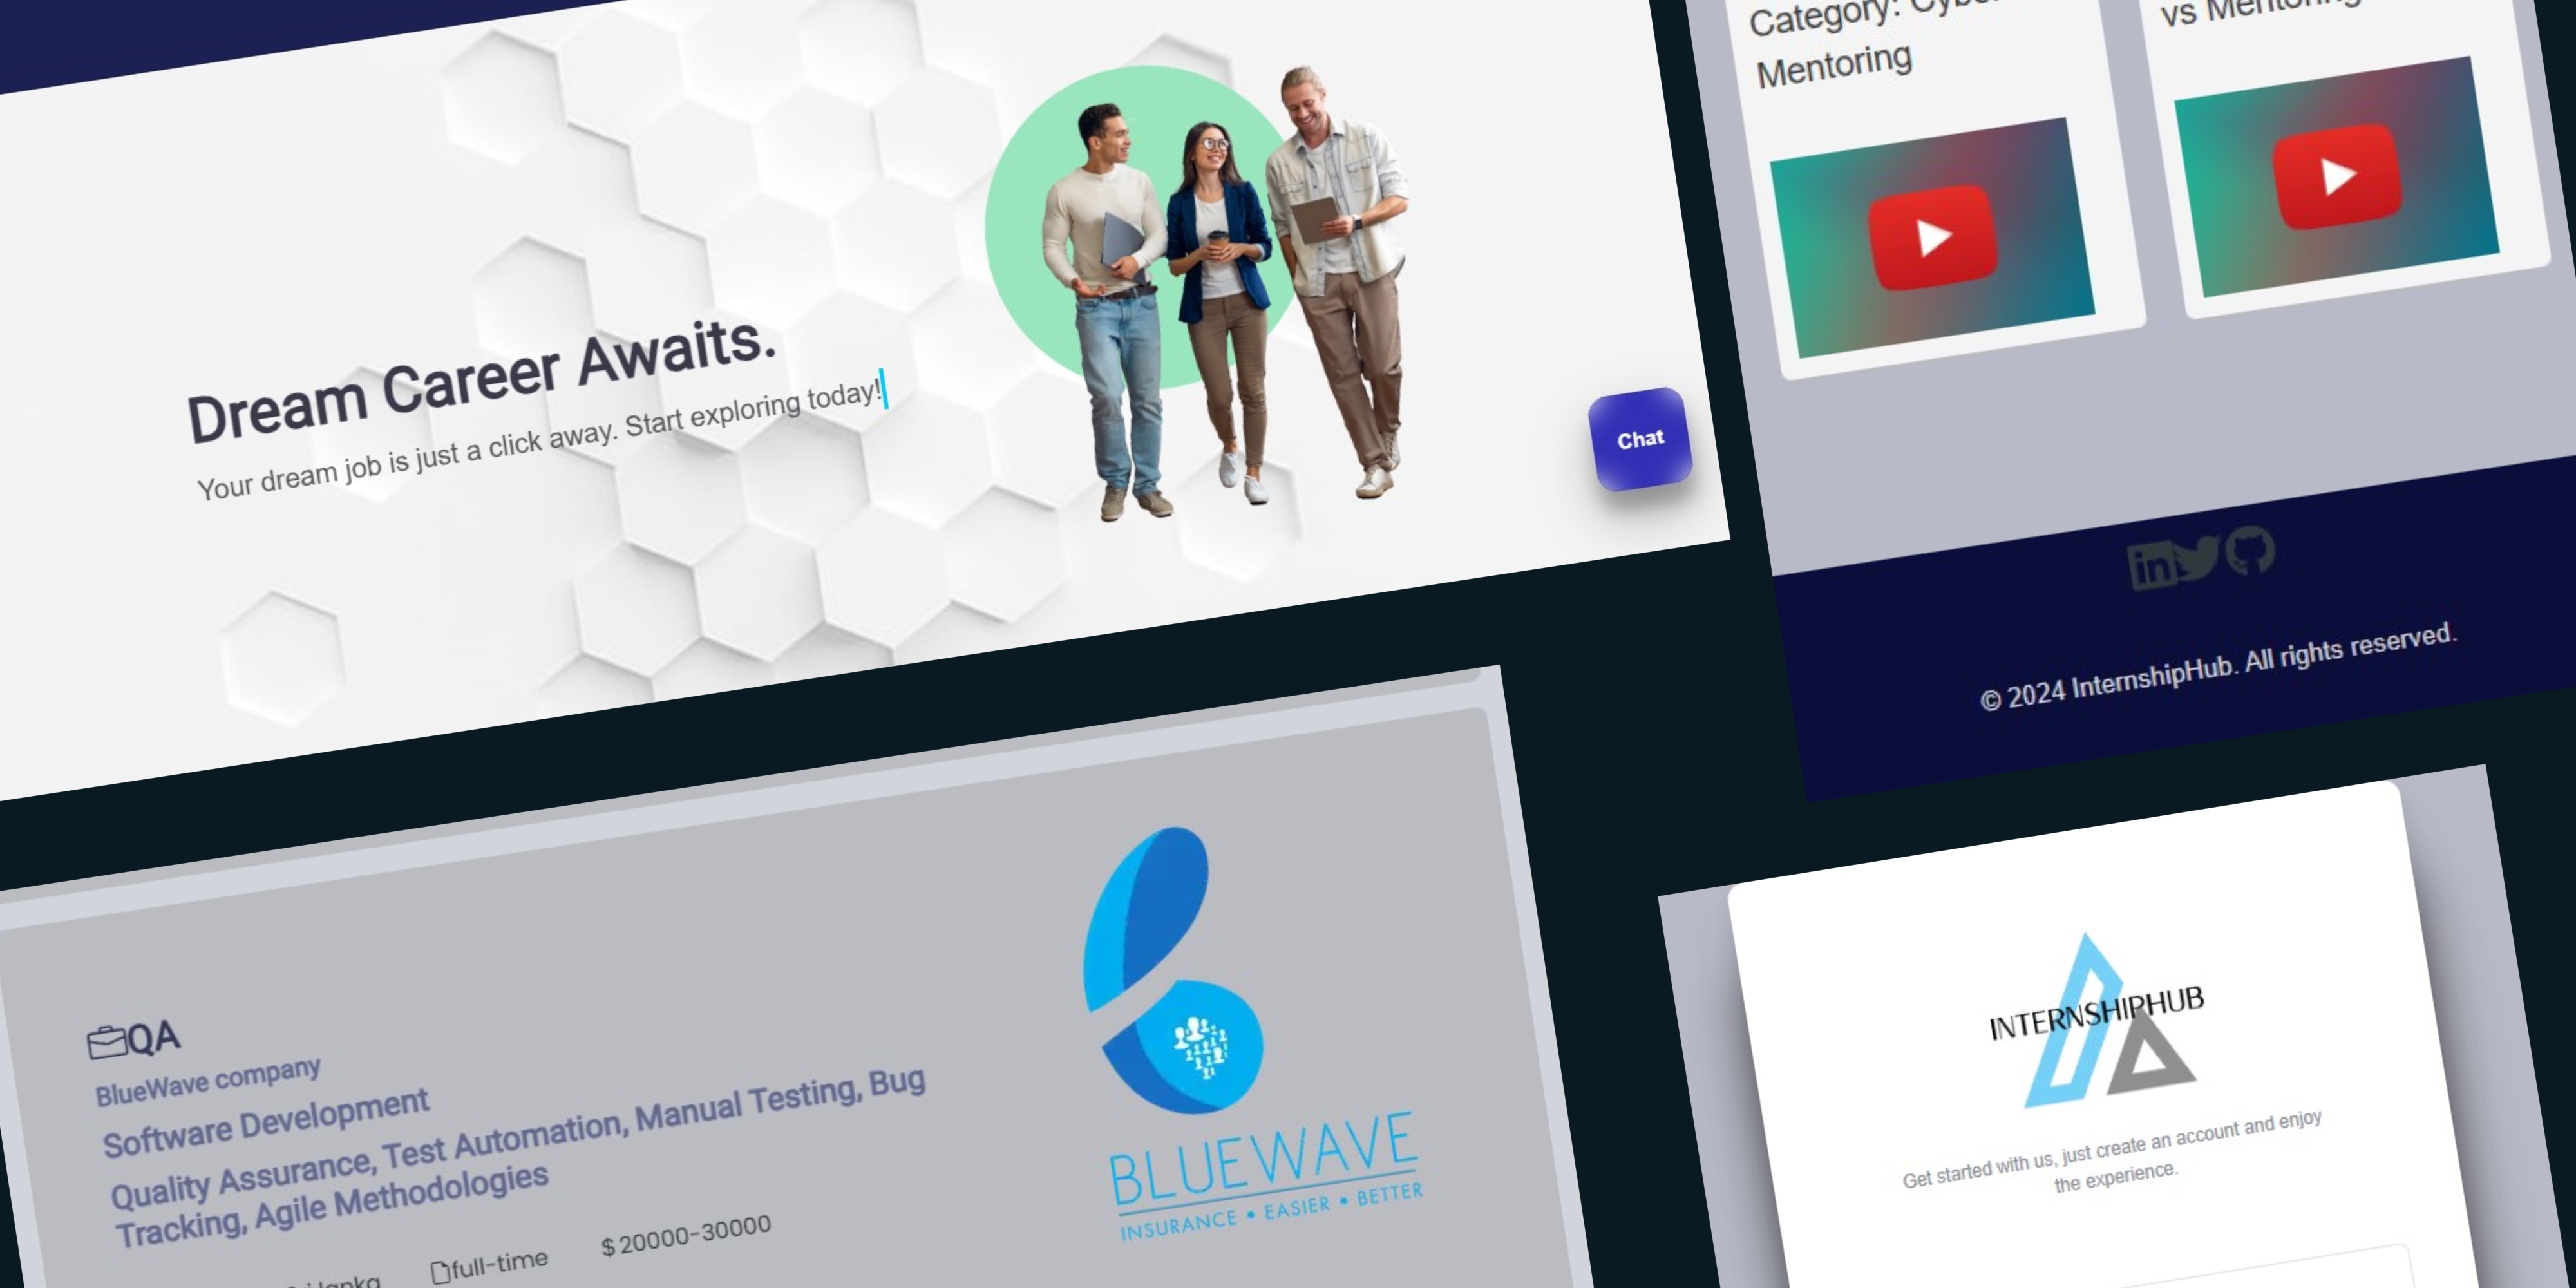 Dream Career Awaits.
Your dream job is just a click away. Start exploring today!
Chat
Category:
Mentoring
vs Mentoring
in
© 2024 InternshipHub. All rights reserved.
QA
BlueWave company
Software Development
Quality Assurance, Test Automation, Manual Testing, Bug
Tracking, Agile Methodologies
full-time
$ 20000-30000
BLUEWAVE
INSURANCE • EASIER • BETTER
INTERNSHIPHUB
Get started with us, just create an account and enjoy
the experience.